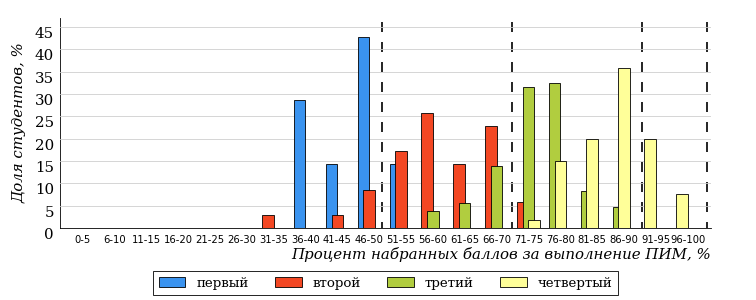 Доля студентов, %
45
40
35
30
25
20
15
10
5
0
0-5 6-10 11-15 16-20 21-25 26-30 31-35 36-40 41-45 46-50 51-55 56-60 61-65 66-70 71-75 76-80 81-85 86-90 91-95 96-100
Процент набранных баллов за выполнение ПИМ, %
первый второй третий четвертый